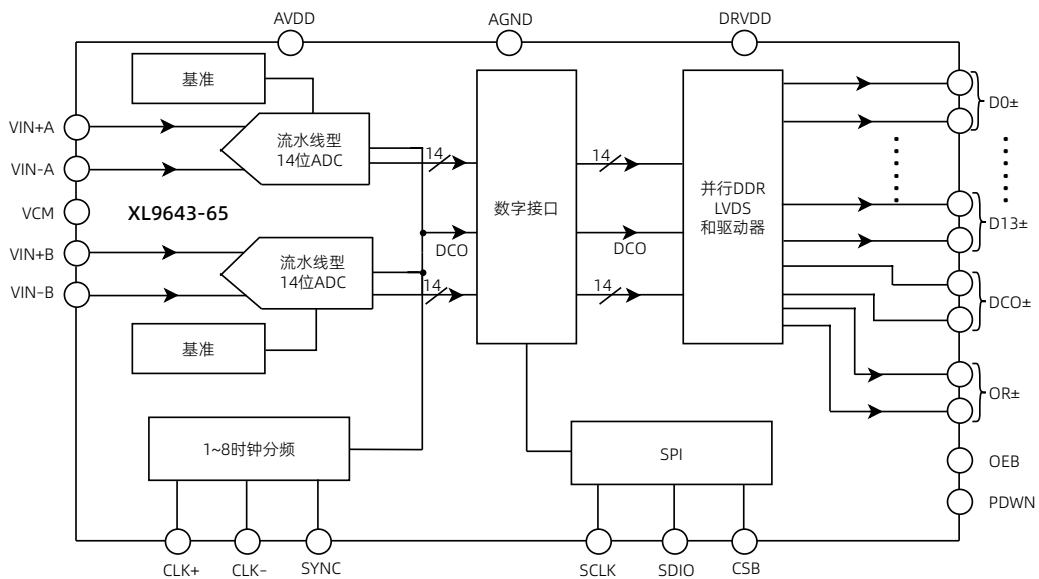 AVDD
AGND
DRVDD
基准
VIN+A
VIN-A
VCM
VIN+B
VIN-B
流水线型
14位ADC
XL9643-65
流水线型
14位ADC
基准
14
DCO
14
数字接口
14
DCO
14
并行DDR
LVDS
和驱动器
D0±
D13±
DCO±
OR±
OEB
PDWN
1~8时钟分频
SPI
CLK+
CLK-
SYNC
SCLK
SDIO
CSB